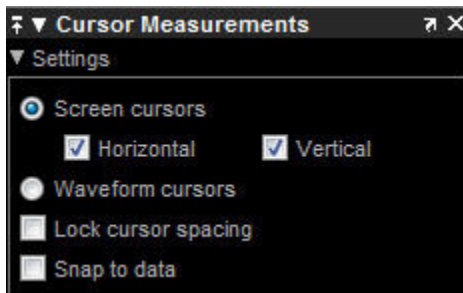 Cursor Measurements
Settings
Screen cursors
Horizontal Vertical
Waveform cursors
Lock cursor spacing
Snap to data